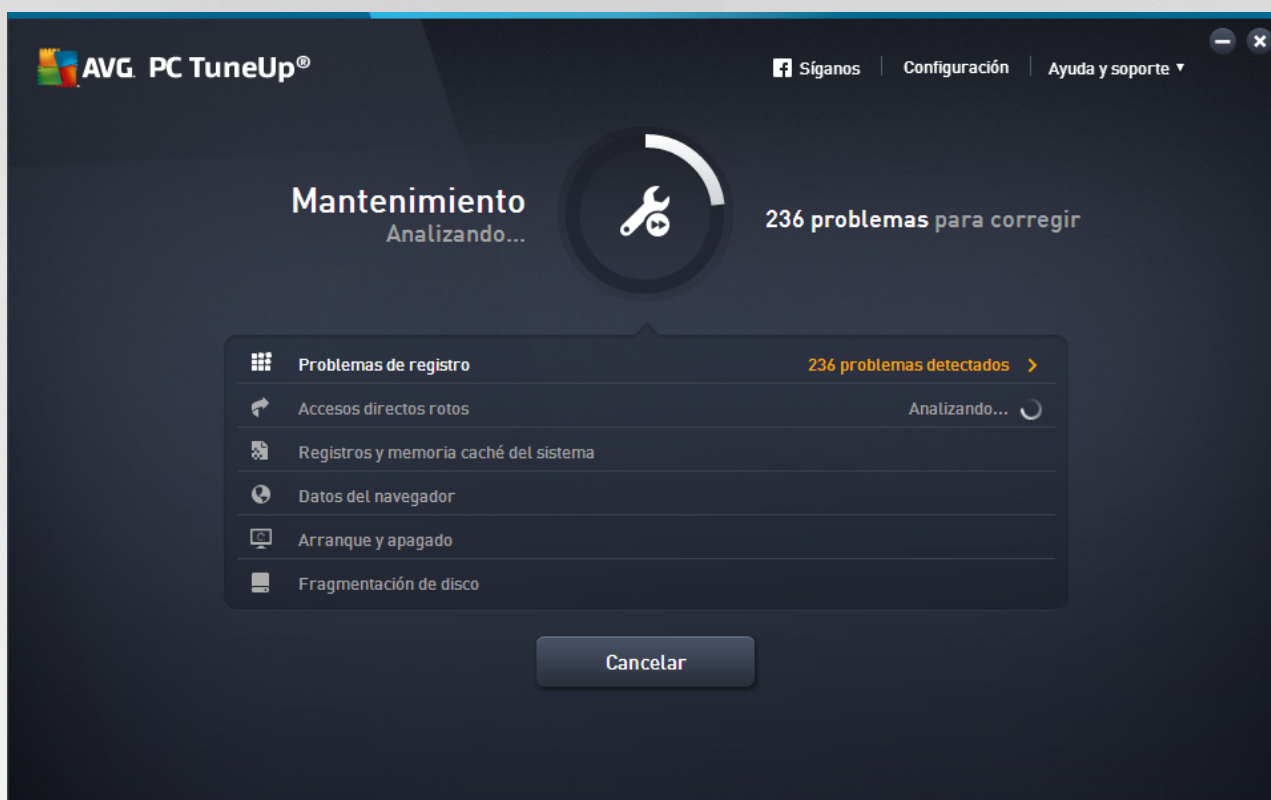 AVG. PC TuneUp®
Síganos
Configuración
Ayuda y soporte
Mantenimiento
Analizando...
236 problemas para corregir
Problemas de registro
236 problemas detectados
Accesos directos rotos
Analizando...
Registros y memoria caché del sistema
Datos del navegador
Arranque y apagado
Fragmentación de disco
Cancelar